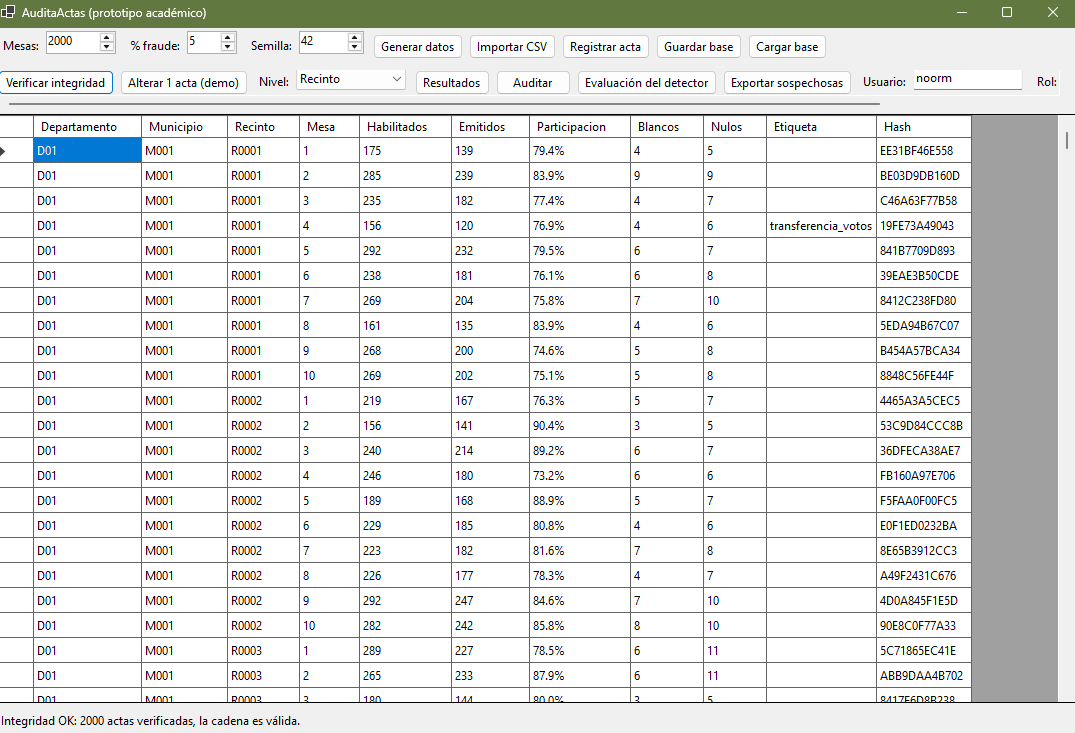 AuditaActas (prototipo académico)
Mesas: 2000 % fraude: 5 Semilla: 42 Generar datos Importar CSV Registrar acta Guardar base Cargar base
Verificar integridad Alterar 1 acta (demo) Nivel: Recinto Resultados Auditar Evaluación del detector Exportar sospechosas Usuario: noorm Rol:
Departamento Municipio Recinto Mesa Habilitados Emitidos Participacion Blancos Nulos Etiqueta Hash
D01 M001 R0001 1 175 139 79.4% 4 5 EE31BF46E558
D01 M001 R0001 2 285 239 83.9% 9 9 BE03D9DB160D
D01 M001 R0001 3 235 182 77.4% 4 7 C46A63F77B58
D01 M001 R0001 4 156 120 76.9% 4 6 transferencia_votos 19FE73A49043
D01 M001 R0001 5 292 232 79.5% 6 7 841B7709D893
D01 M001 R0001 6 238 181 76.1% 6 8 39EAE3B50CDE
D01 M001 R0001 7 269 204 75.8% 7 10 8412C238FD80
D01 M001 R0001 8 161 135 83.9% 4 6 5EDA94B67C07
D01 M001 R0001 9 268 200 74.6% 5 8 B454A57BCA34
D01 M001 R0001 10 269 202 75.1% 5 8 8848C56FE44F
D01 M001 R0002 1 219 167 76.3% 5 7 4465A3A5CEC5
D01 M001 R0002 2 156 141 90.4% 3 5 53C9D84CCC8B
D01 M001 R0002 3 240 214 89.2% 6 7 36DFECA38AE7
D01 M001 R0002 4 246 180 73.2% 6 6 FB160A97E706
D01 M001 R0002 5 189 168 88.9% 5 7 F5FAA0F00FC5
D01 M001 R0002 6 229 185 80.8% 4 6 E0F1ED0232BA
D01 M001 R0002 7 223 182 81.6% 7 8 8E65B3912CC3
D01 M001 R0002 8 226 177 78.3% 4 7 A49F2431C676
D01 M001 R0002 9 292 247 84.6% 7 10 4D0A845F1E5D
D01 M001 R0002 10 282 242 85.8% 8 10 90E8C0F77A33
D01 M001 R0003 1 289 227 78.5% 6 11 5C71865EC41E
D01 M001 R0003 2 265 233 87.9% 6 11 ABB9DAA4B702
D01 M001 R0003 3 180 144 80.0% 3 5
Integridad OK: 2000 actas verificadas, la cadena es válida.